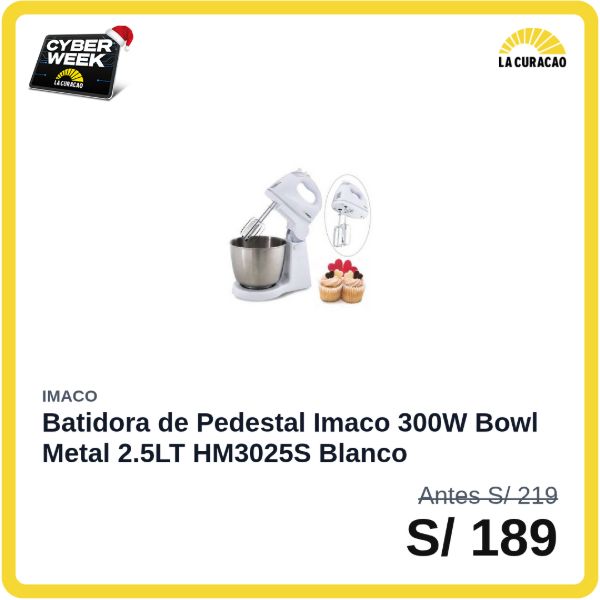 CYBER
WEEK
LA CURACAO
LA CURACAO
IMACO
Batidora de Pedestal Imaco 300W Bowl
Metal 2.5LT HM3025S Blanco
Antes S/ 219
S/ 189